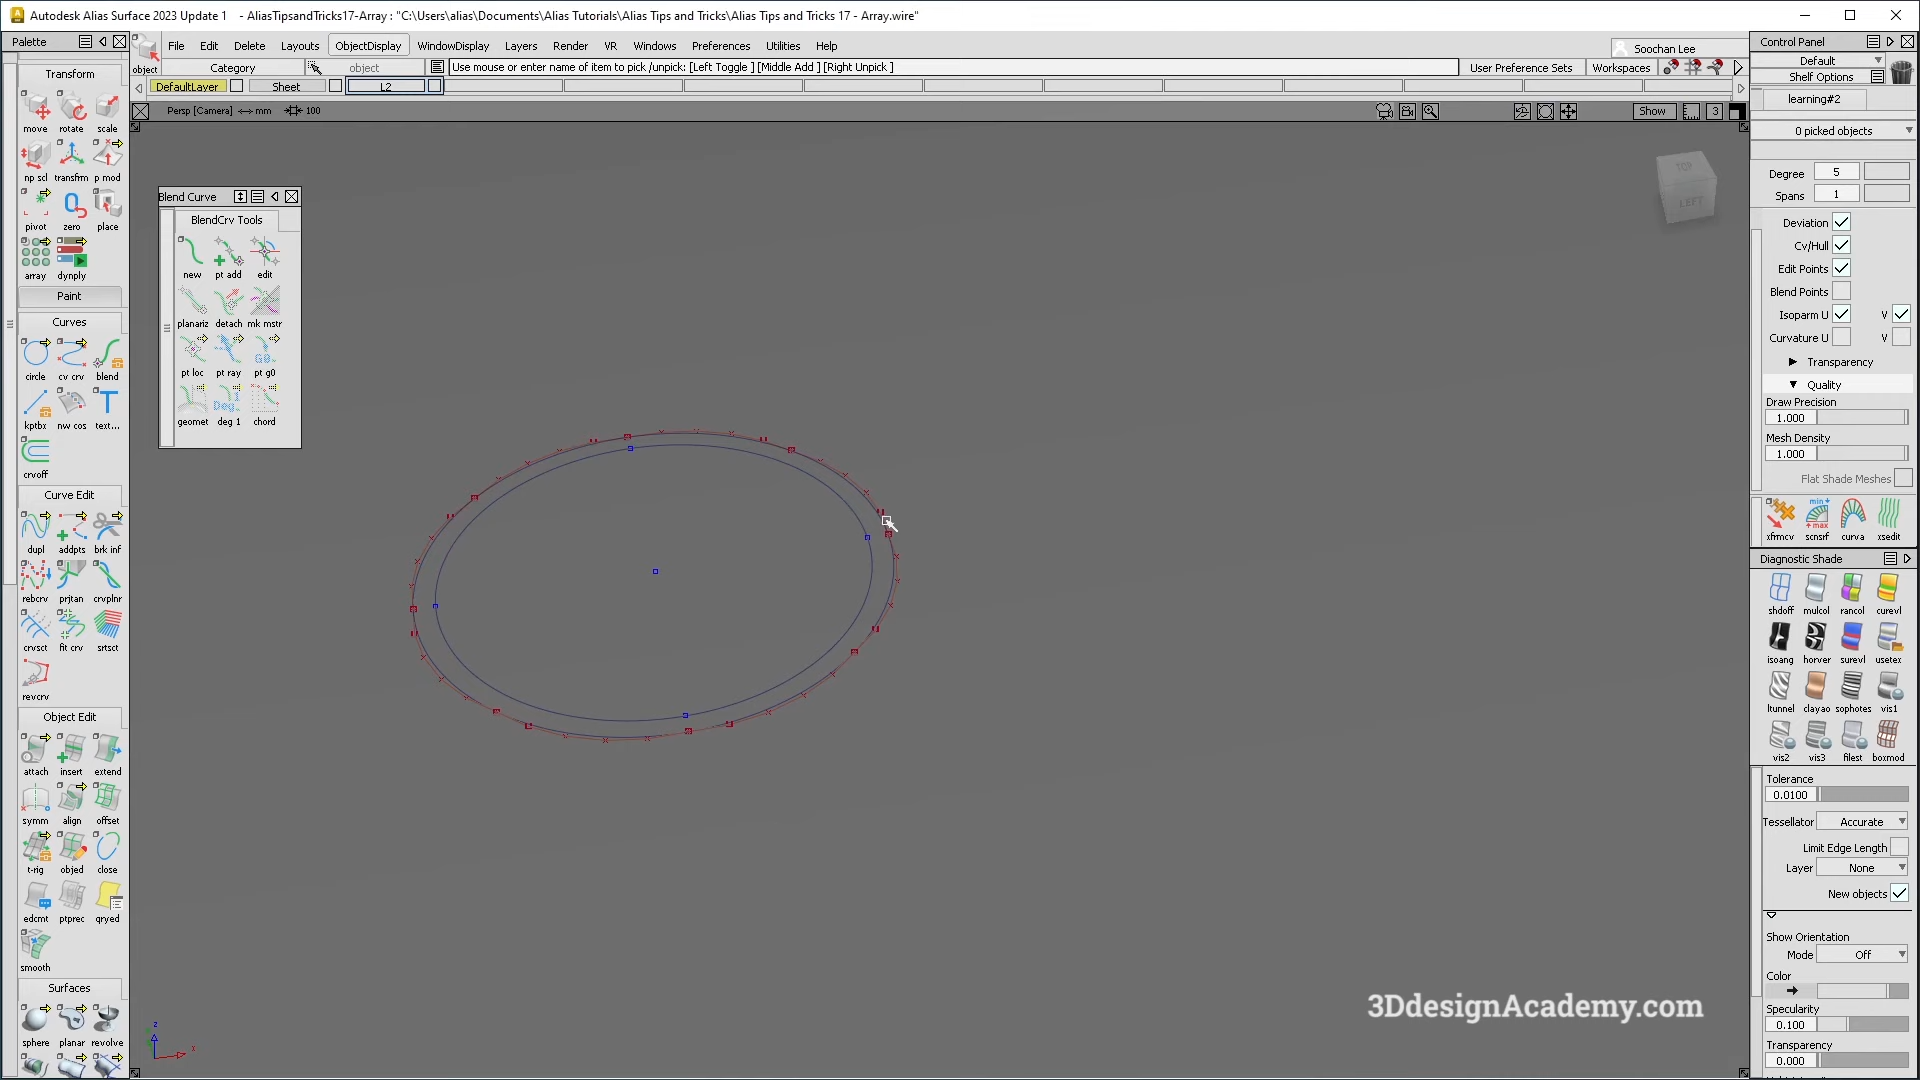 Autodesk Alias Surface 2023 Update 1 - AliasTipsandTricks17-Array : "C:\Users\alias\Documents\Alias Tutorials\Alias Tips and Tricks\Alias Tips and Tricks 17 - Array.wire"
Palette
File Edit Delete Layouts ObjectDisplay WindowDisplay Layers Render VR Windows Preferences Utilities Help
Soochan Lee
object
Category
object
Use mouse or enter name of item to pick /unpick: [Left Toggle ] [Middle Add ] [Right Unpick ]
User Preference Sets
Workspaces
DefaultLayer
Sheet
L2
Persp [Camera] <-> mm 100
Show
3
Transform
move rotate scale
np scl transfrm p mod
pivot zero place
array dynply
Paint
Curves
circle cv crv blend
kptbx nw cos text...
crvoff
Curve Edit
dupl addpts brk inf
rebcrv prjtan crvplnr
crvsct fit crv srtsct
revcrv
Object Edit
attach insert extend
symm align offset
t-rig objed close
edcmt ptprec qryed
smooth
Surfaces
sphere planar revolve
Blend Curve
BlendCrv Tools
new pt add edit
planariz detach mk mstr
pt loc pt ray pt g0
geomet deg 1 chord
G0.
Deg.1
TOP
LEFT
z
x
3DdesignAcademy.com
Control Panel
Default
Shelf Options
learning#2
0 picked objects
Degree 5
Spans 1
Deviation
Cv/Hull
Edit Points
Blend Points
Isoparm U V
Curvature U V
Transparency
Quality
Draw Precision
1.000
Mesh Density
1.000
Flat Shade Meshes
min
max
xfrmcv scnsrf curva xsedit
Diagnostic Shade
shdoff mulcol rancol curevl
isoang horver surevl usetex
ltunnel clayao sophotes vis1
vis2 vis3 filest boxmod
Tolerance
0.0100
Tessellator Accurate
Limit Edge Length
Layer None
New objects
Show Orientation
Mode Off
Color
Specularity
0.100
Transparency
0.000